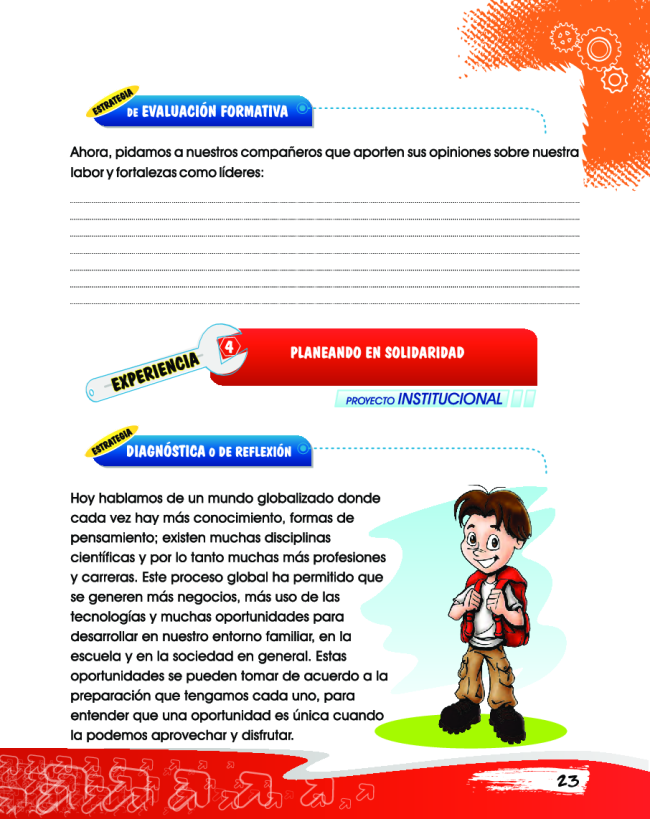 ESTRATEGIA
DE EVALUACIÓN FORMATIVA
Ahora, pidamos a nuestros compañeros que aporten sus opiniones sobre nuestra
labor y fortalezas como líderes:
EXPERIENCIA 4
PLANEANDO EN SOLIDARIDAD
PROYECTO INSTITUCIONAL
ESTRATEGIA
DIAGNÓSTICA O DE REFLEXIÓN
Hoy hablamos de un mundo globalizado donde
cada vez hay más conocimiento, formas de
pensamiento; existen muchas disciplinas
científicas y por lo tanto muchas más profesiones
y carreras. Este proceso global ha permitido que
se generen más negocios, más uso de las
tecnologías y muchas oportunidades para
desarrollar en nuestro entorno familiar, en la
escuela y en la sociedad en general. Estas
oportunidades se pueden tomar de acuerdo a la
preparación que tengamos cada uno, para
entender que una oportunidad es única cuando
la podemos aprovechar y disfrutar.
23